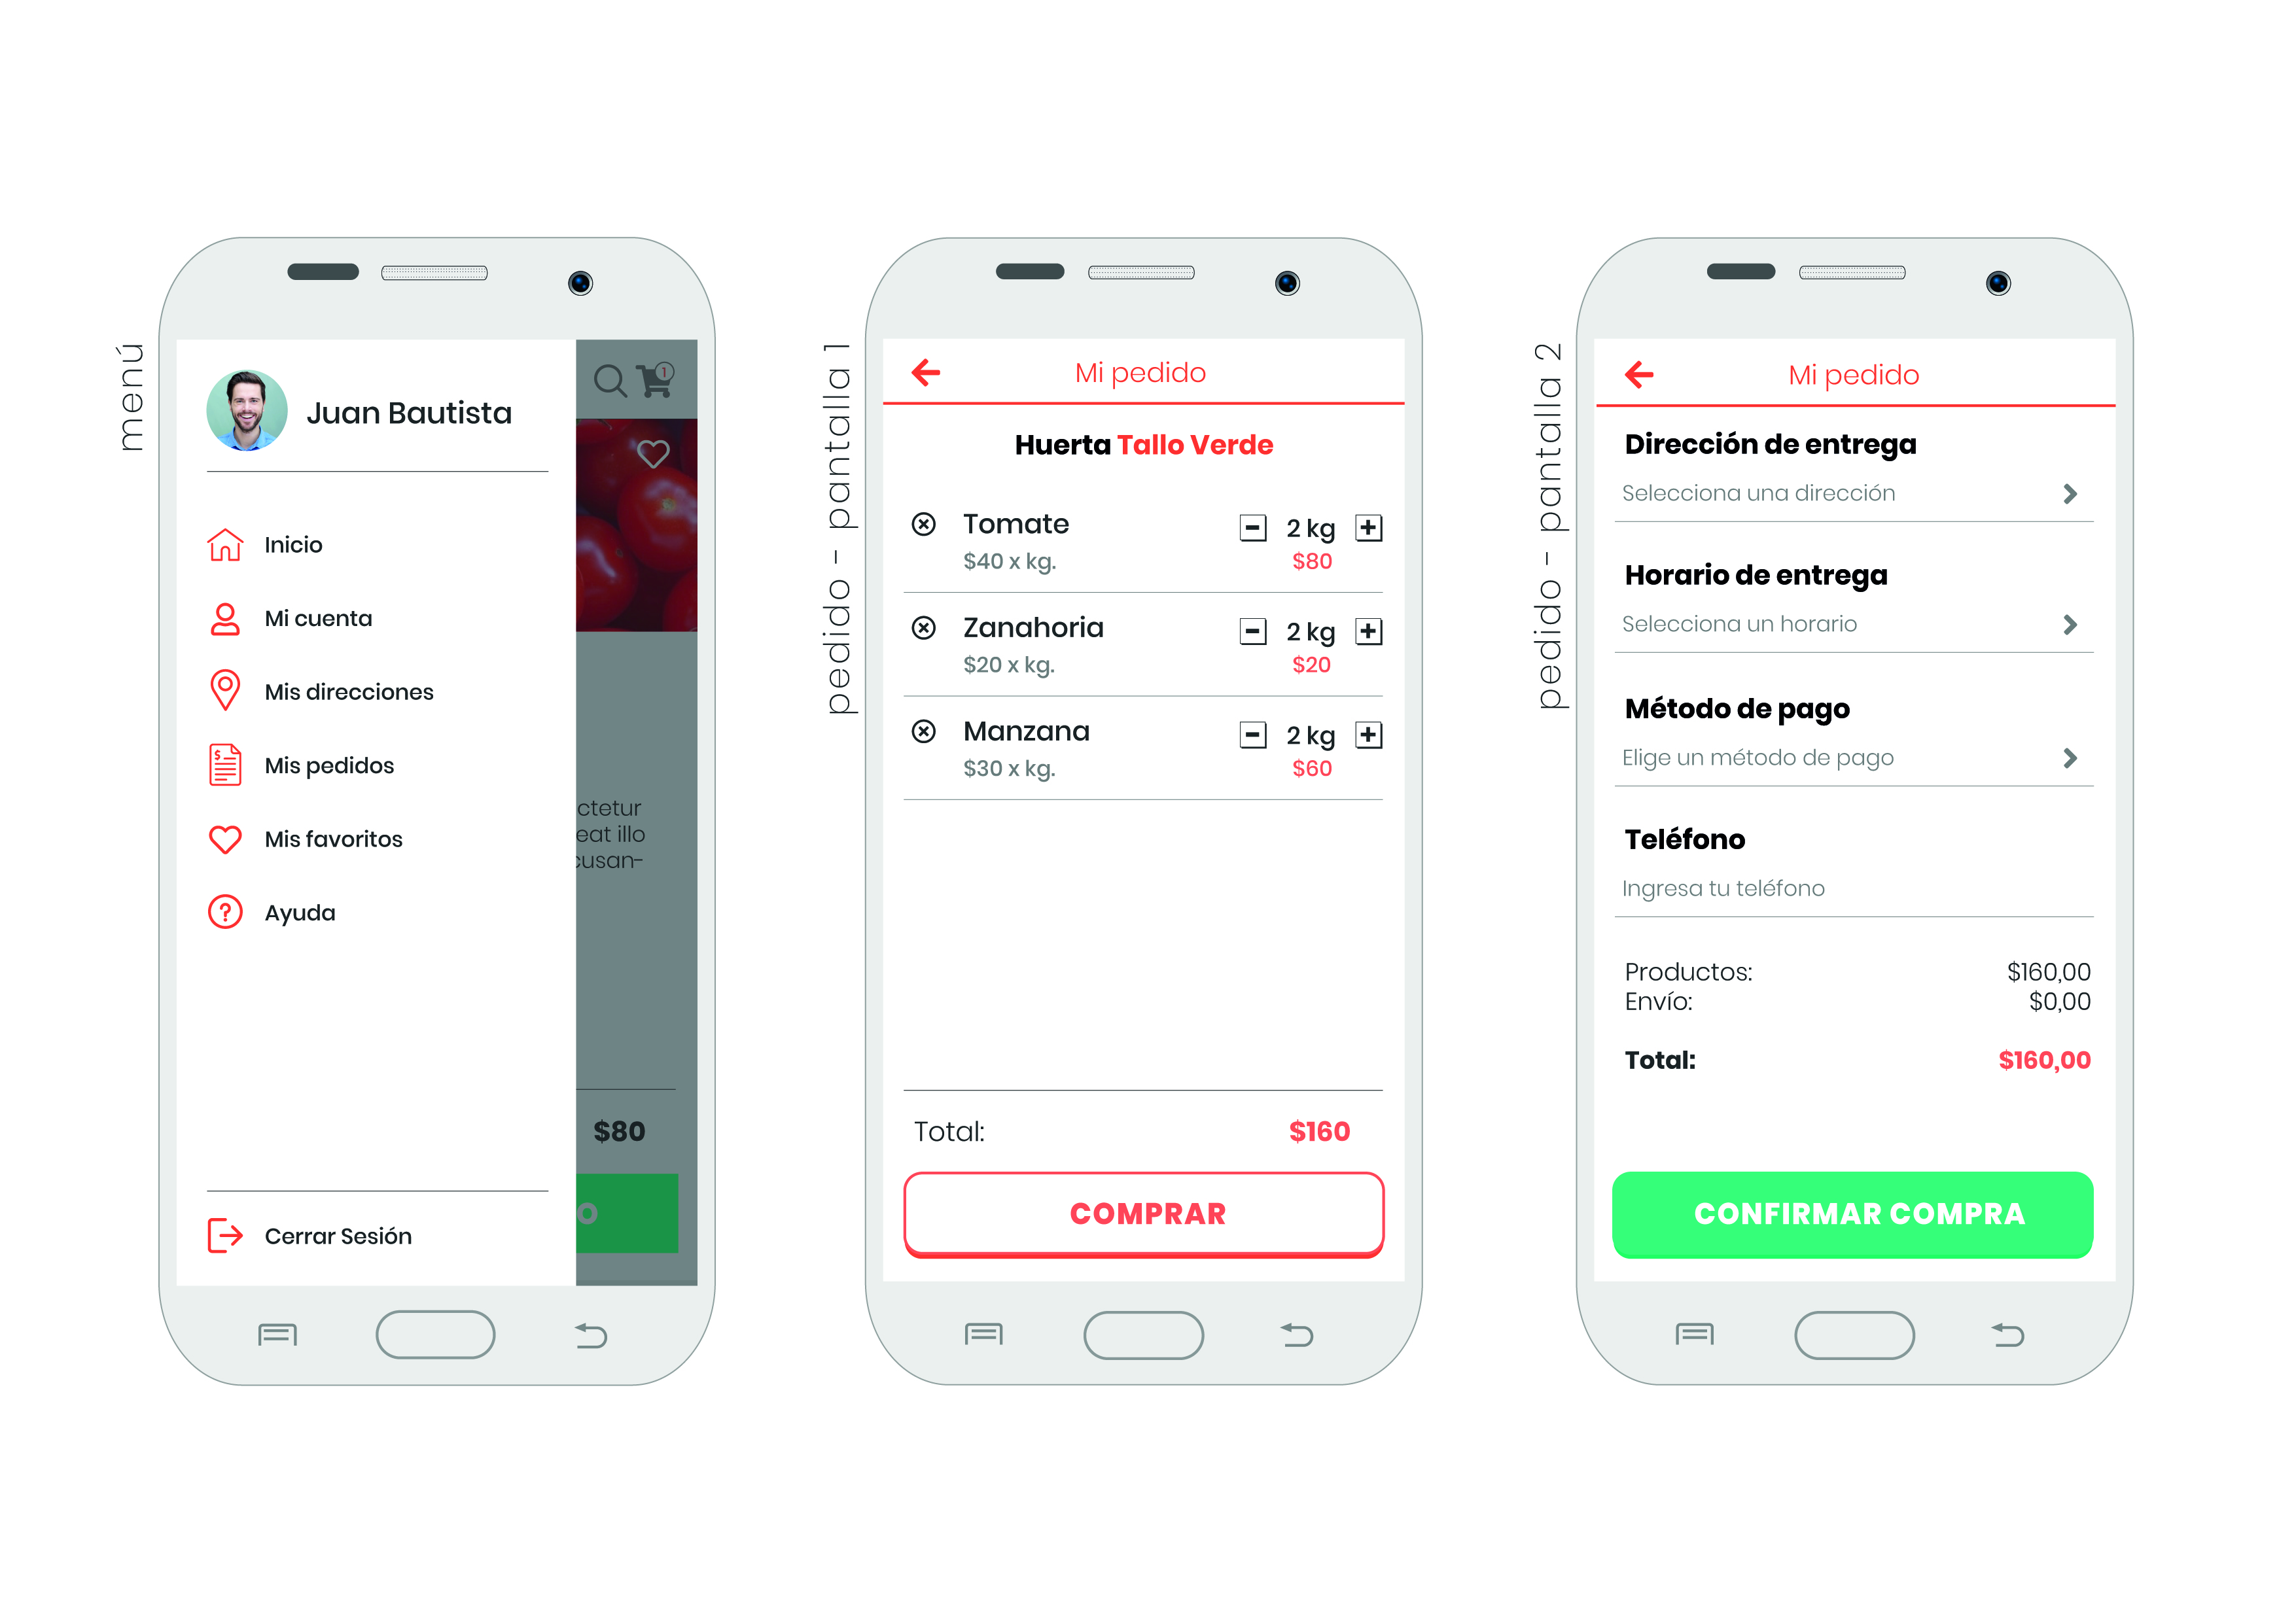 menú
Juan Bautista
1
Inicio
Mi cuenta
Mis direcciones
Mis pedidos
Mis favoritos
Ayuda
ctetur
eat illo
cusan-
$80
O
Cerrar Sesión
pedido - pantalla 1
Mi pedido
Huerta Tallo Verde
Tomate 2 kg
$40 x kg. $80
Zanahoria 2 kg
$20 x kg. $20
Manzana 2 kg
$30 x kg. $60
Total: $160
COMPRAR
pedido - pantalla 2
Mi pedido
Dirección de entrega
Selecciona una dirección
Horario de entrega
Selecciona un horario
Método de pago
Elige un método de pago
Teléfono
Ingresa tu teléfono
Productos: $160,00
Envío: $0,00
Total: $160,00
CONFIRMAR COMPRA